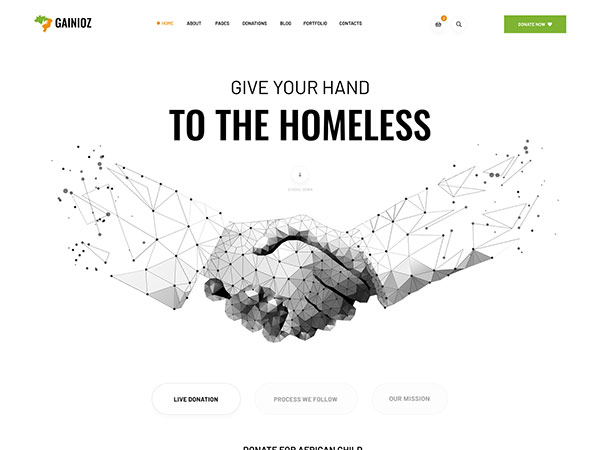 GAINIOZ
HOME ABOUT PAGES DONATIONS BLOG PORTFOLIO CONTACTS
DONATE NOW
GIVE YOUR HAND
TO THE HOMELESS
SCROLL DOWN
LIVE DONATION
PROCESS WE FOLLOW
OUR MISSION
DONATE FOR AFRICAN CHILD